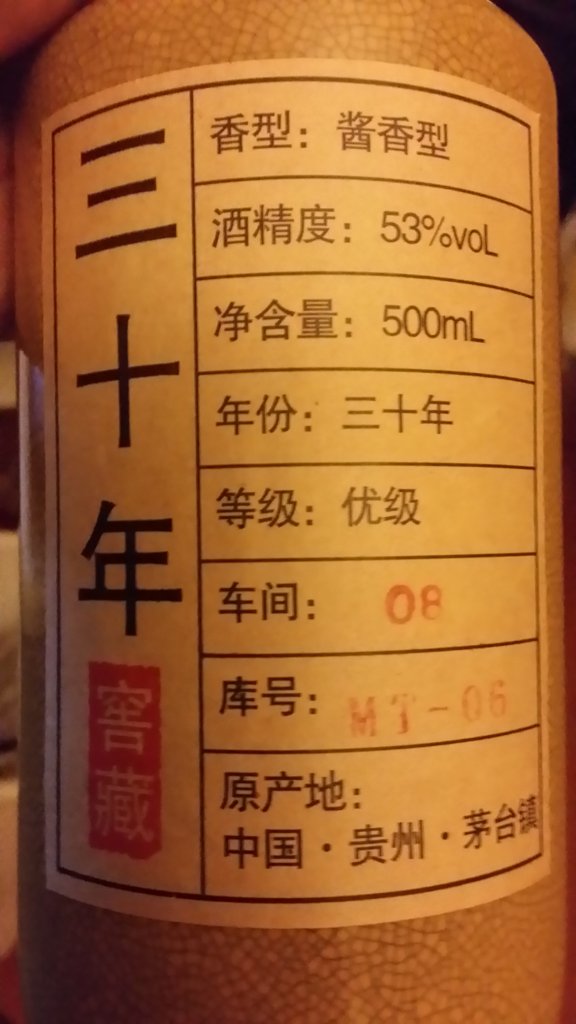 三十年
窖藏
香型：酱香型
酒精度：53%voL
净含量：500mL
年份：三十年
等级：优级
车间：08
库号：MT-06
原产地：
中国·贵州·茅台镇